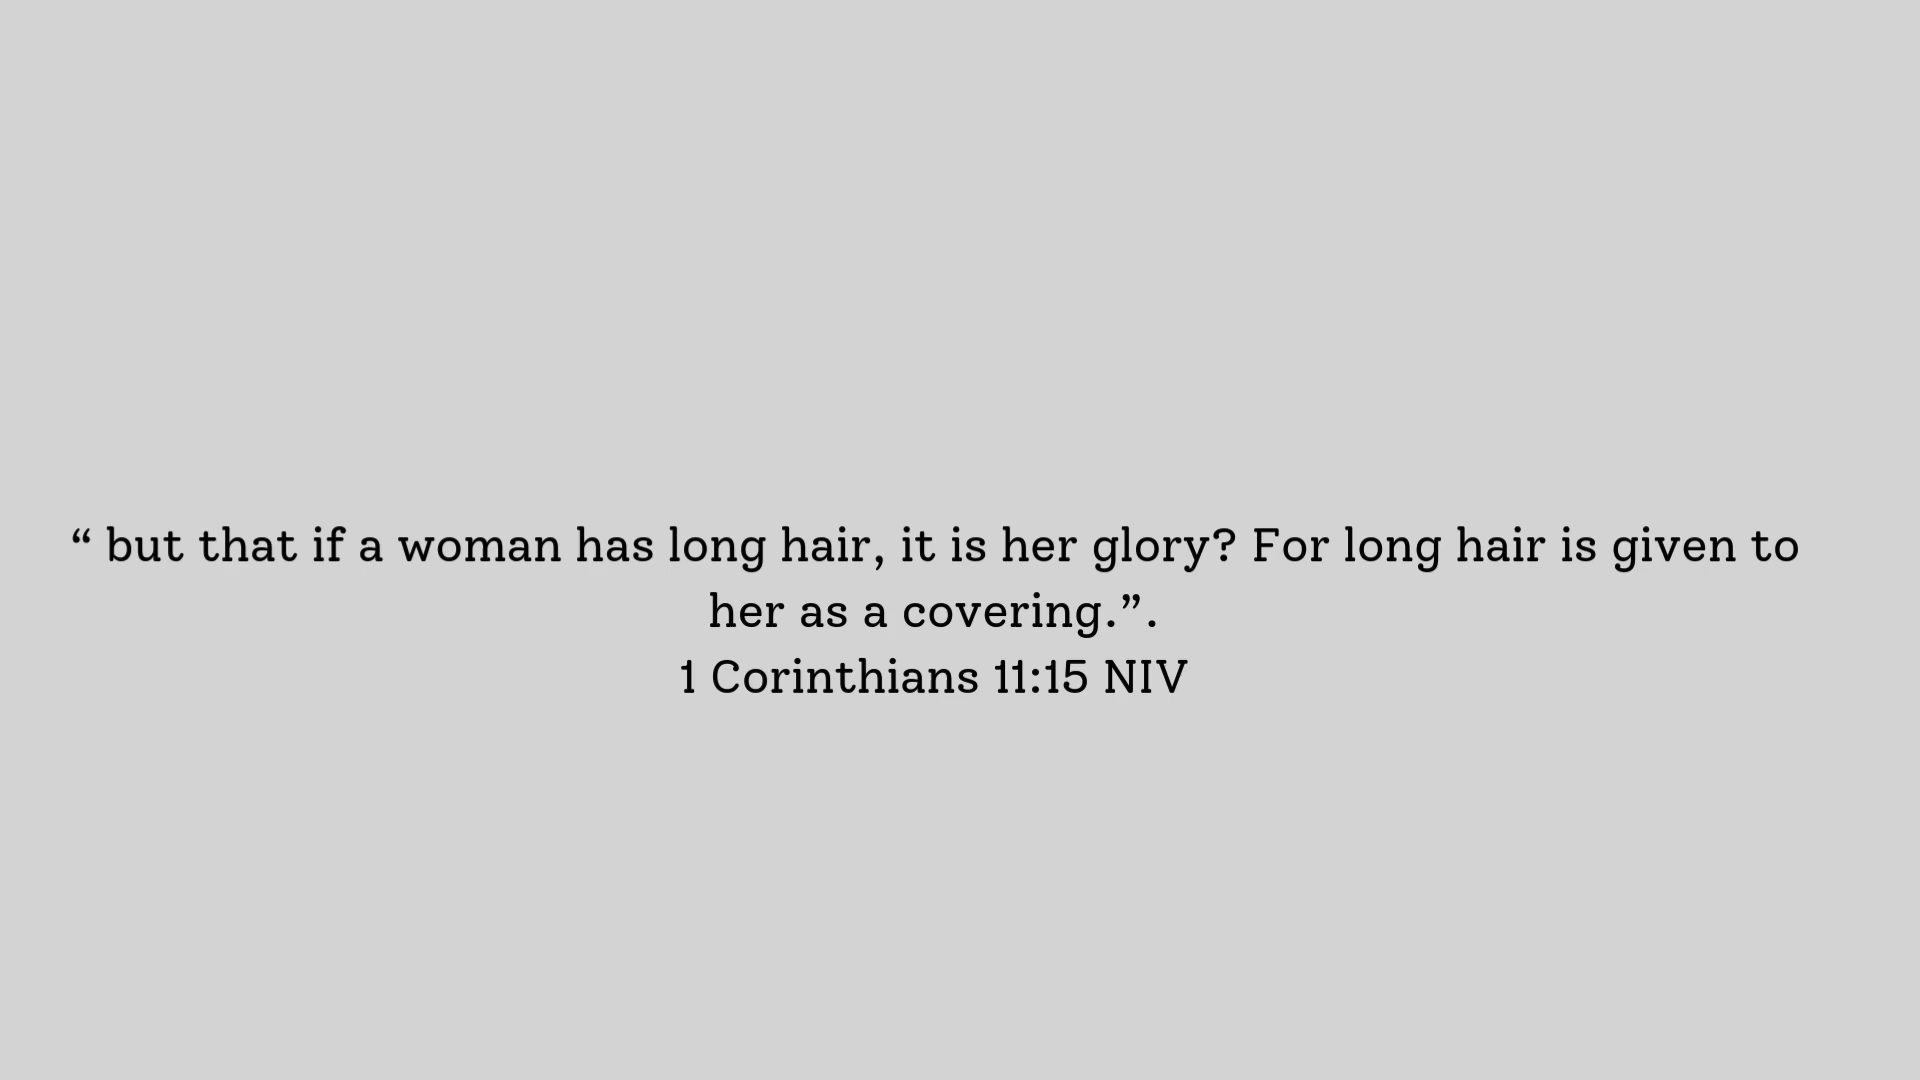 “ but that if a woman has long hair, it is her glory? For long hair is given to
her as a covering.”.
1 Corinthians 11:15 NIV